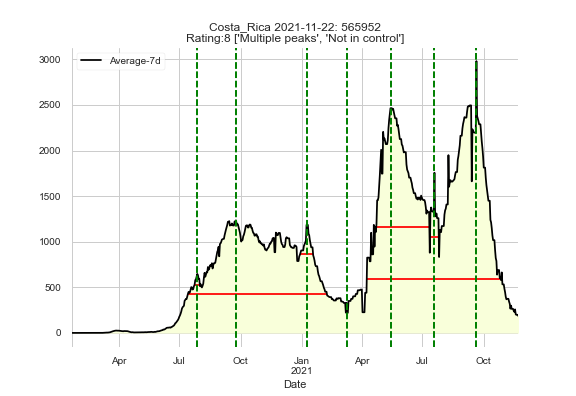 Costa_Rica 2021-11-22: 565952
Rating:8 ['Multiple peaks', 'Not in control']
Average-7d
3000
2500
2000
1500
1000
500
0
Apr Jul Oct Jan Apr Jul Oct
2021
Date